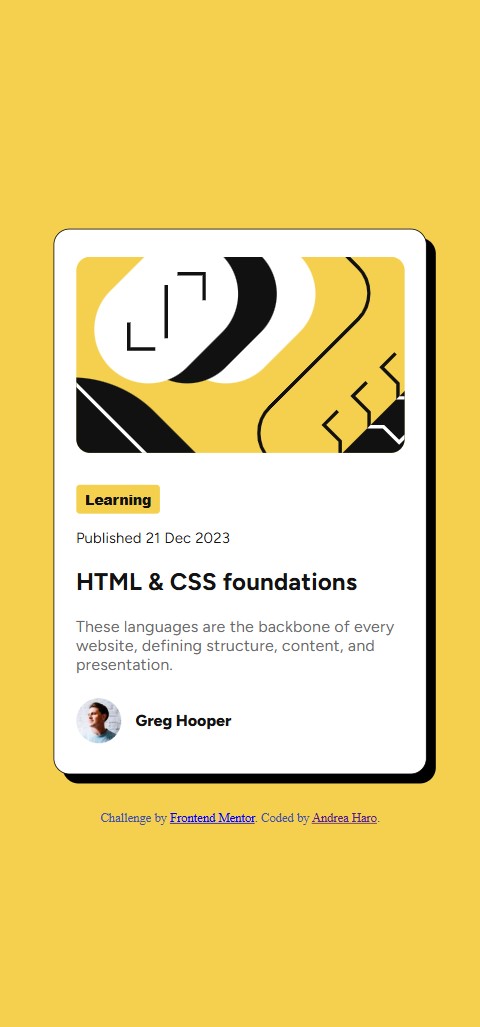 Learning
Published 21 Dec 2023
HTML & CSS foundations
These languages are the backbone of every
website, defining structure, content, and
presentation.
Greg Hooper
Challenge by Frontend Mentor. Coded by Andrea Haro.